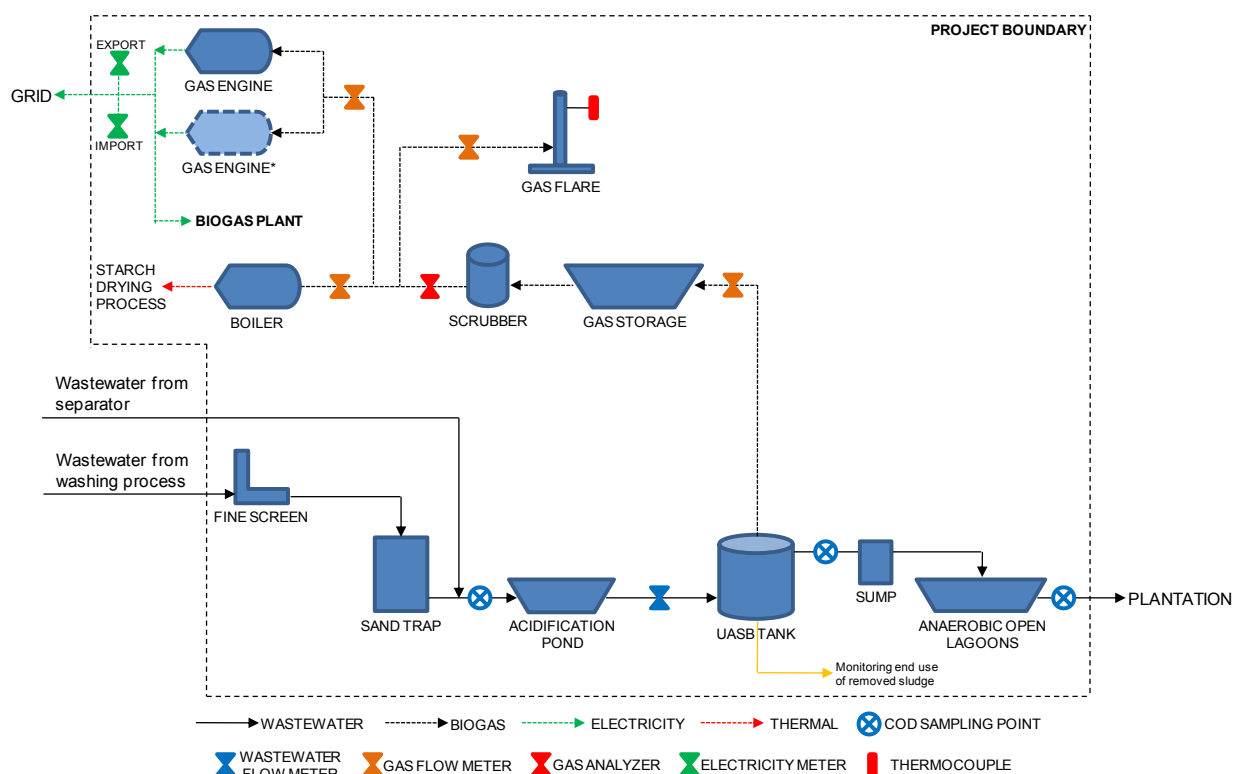 PROJECT BOUNDARY
EXPORT
GAS ENGINE
GRID
IMPORT
GAS ENGINE*
GAS FLARE
BIOGAS PLANT
STARCH
DRYING
PROCESS
BOILER
SCRUBBER
GAS STORAGE
Wastewater from
separator
Wastewater from
washing process
FINE SCREEN
SAND TRAP
ACIDIFICATION
POND
UASB TANK
SUMP
ANAEROBIC OPEN
LAGOONS
PLANTATION
Monitoring end use
of removed sludge
WASTEWATER
BIOGAS
ELECTRICITY
THERMAL
COD SAMPLING POINT
WASTEWATER
FLOW METER
GAS FLOW METER
GAS ANALYZER
ELECTRICITY METER
THERMOCOUPLE